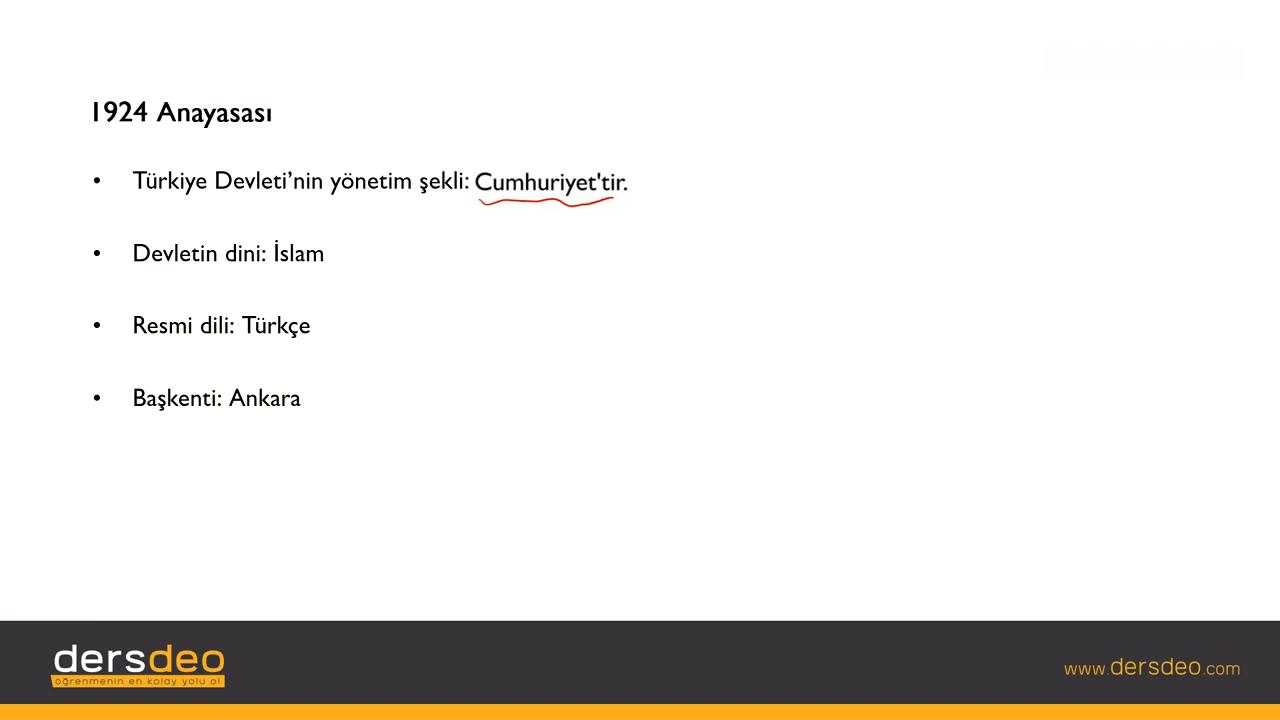 1924 Anayasası
• Türkiye Devleti’nin yönetim şekli: Cumhuriyet'tir.
• Devletin dini: İslam
• Resmi dili: Türkçe
• Başkenti: Ankara
dersdeo
öğrenmenin en kolay yolu o!
www.dersdeo.com